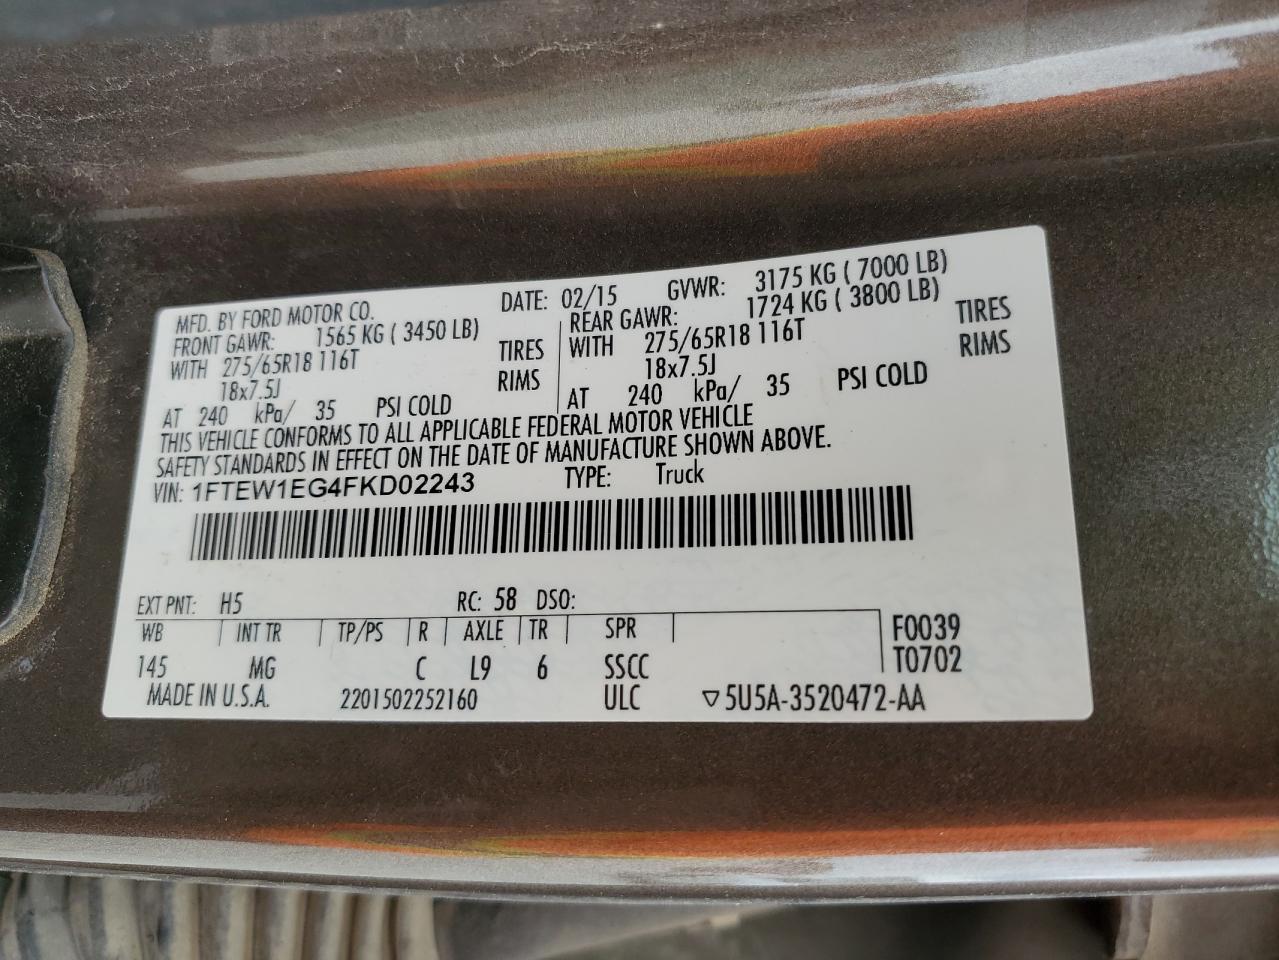 MFD. BY FORD MOTOR CO. DATE: 02/15 GVWR: 3175 KG ( 7000 LB)
FRONT GAWR: 1565 KG ( 3450 LB) REAR GAWR: 1724 KG ( 3800 LB)
WITH 275/65R18 116T TIRES WITH 275/65R18 116T TIRES
18x7.5J RIMS 18x7.5J RIMS
AT 240 kPa/ 35 PSI COLD AT 240 kPa/ 35 PSI COLD
THIS VEHICLE CONFORMS TO ALL APPLICABLE FEDERAL MOTOR VEHICLE
SAFETY STANDARDS IN EFFECT ON THE DATE OF MANUFACTURE SHOWN ABOVE.
VIN: 1FTEW1EG4FKD02243 TYPE: Truck
EXT PNT: H5 RC: 58 DSO:
WB INT TR TP/PS R AXLE TR SPR F0039
145 MG C L9 6 SSCC T0702
MADE IN U.S.A. 2201502252160 ULC ▽5U5A-3520472-AA